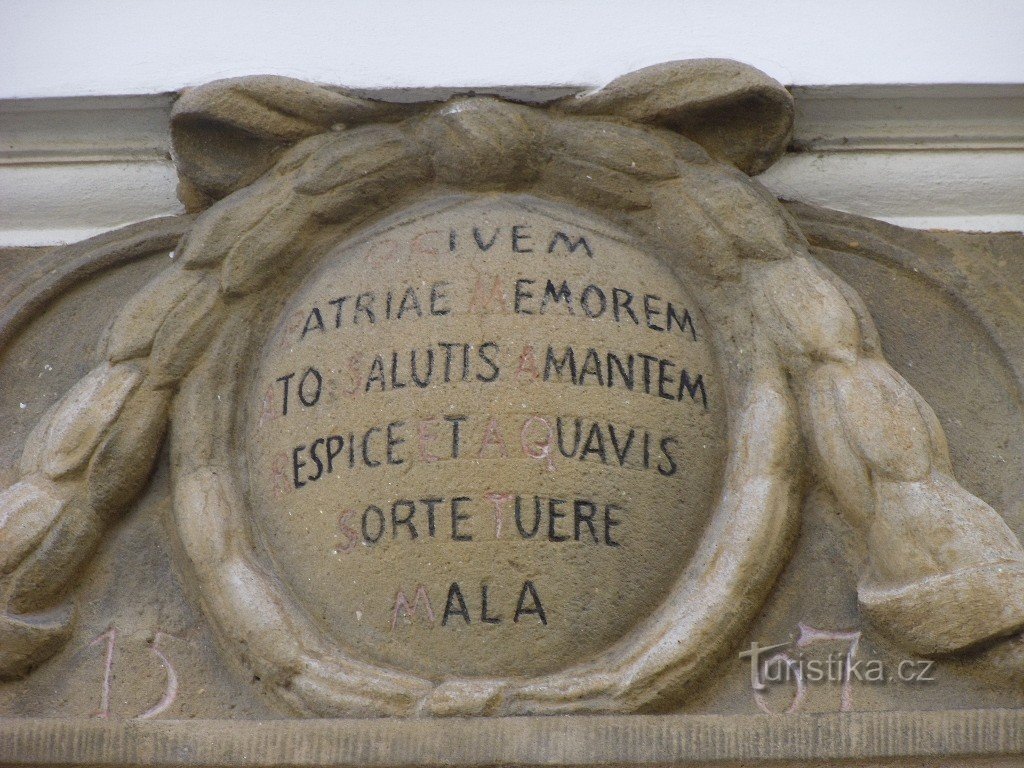 O CIVEM
PATRIAE MEMOREM
ATO. SALUTIS AMANTEM
RESPICE ET A QUAVIS
SORTE TUERE
MALA
15 67
Turistika.cz